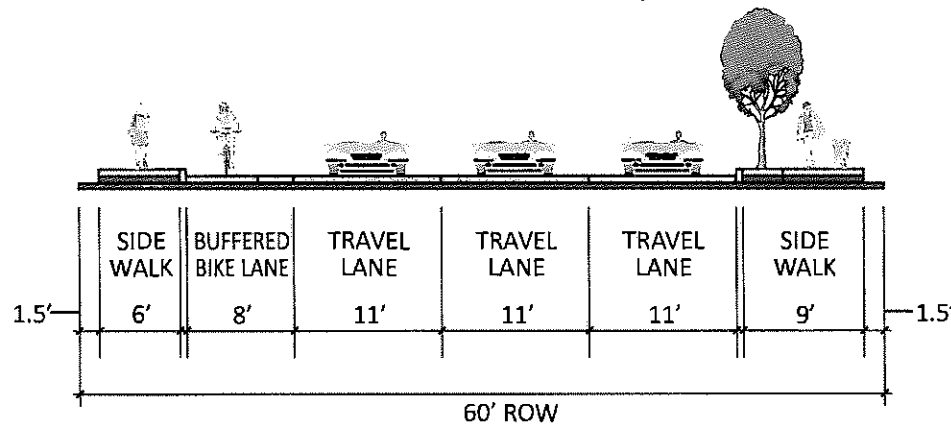 SIDE WALK
BUFFERED BIKE LANE
TRAVEL LANE
TRAVEL LANE
TRAVEL LANE
SIDE WALK
1.5'
6'
8'
11'
11'
11'
9'
1.5'
60' ROW